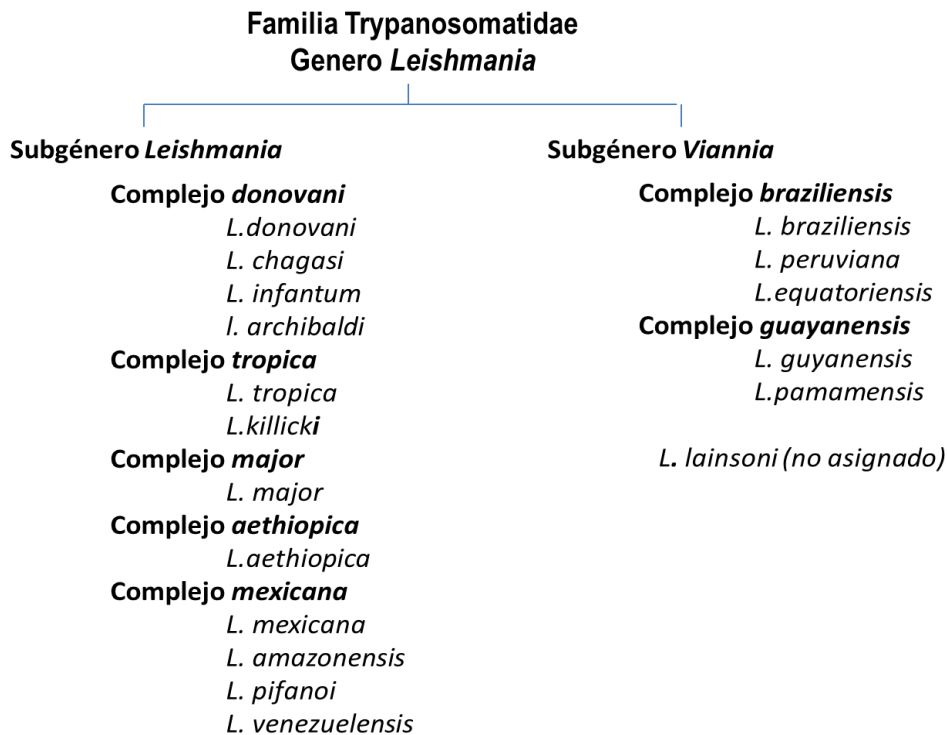 Familia Trypanosomatidae
Genero Leishmania
Subgénero Leishmania
Complejo donovani
L.donovani
L. chagasi
L. infantum
l. archibaldi
Complejo tropica
L. tropica
L.killicki
Complejo major
L. major
Complejo aethiopica
L.aethiopica
Complejo mexicana
L. mexicana
L. amazonensis
L. pifanoi
L. venezuelensis
Subgénero Viannia
Complejo braziliensis
L. braziliensis
L. peruviana
L.equatoriensis
Complejo guayanensis
L. guyanensis
L.pamamensis
L. lainsoni (no asignado)